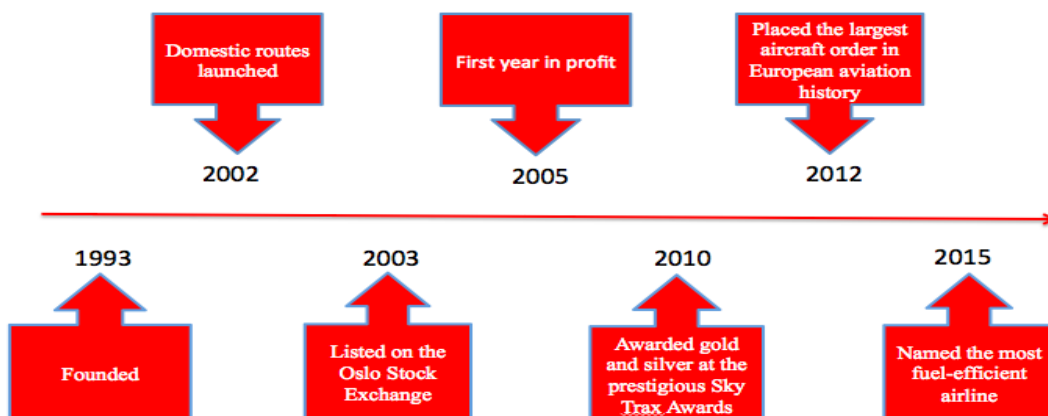 Domestic routes
launched
First year in profit
Placed the largest
aircraft order in
European aviation
history
2002
2005
2012
1993
2003
2010
2015
Founded
Listed on the
Oslo Stock
Exchange
Awarded gold
and silver at the
prestigious Sky
Trax Awards
Named the most
fuel-efficient
airline